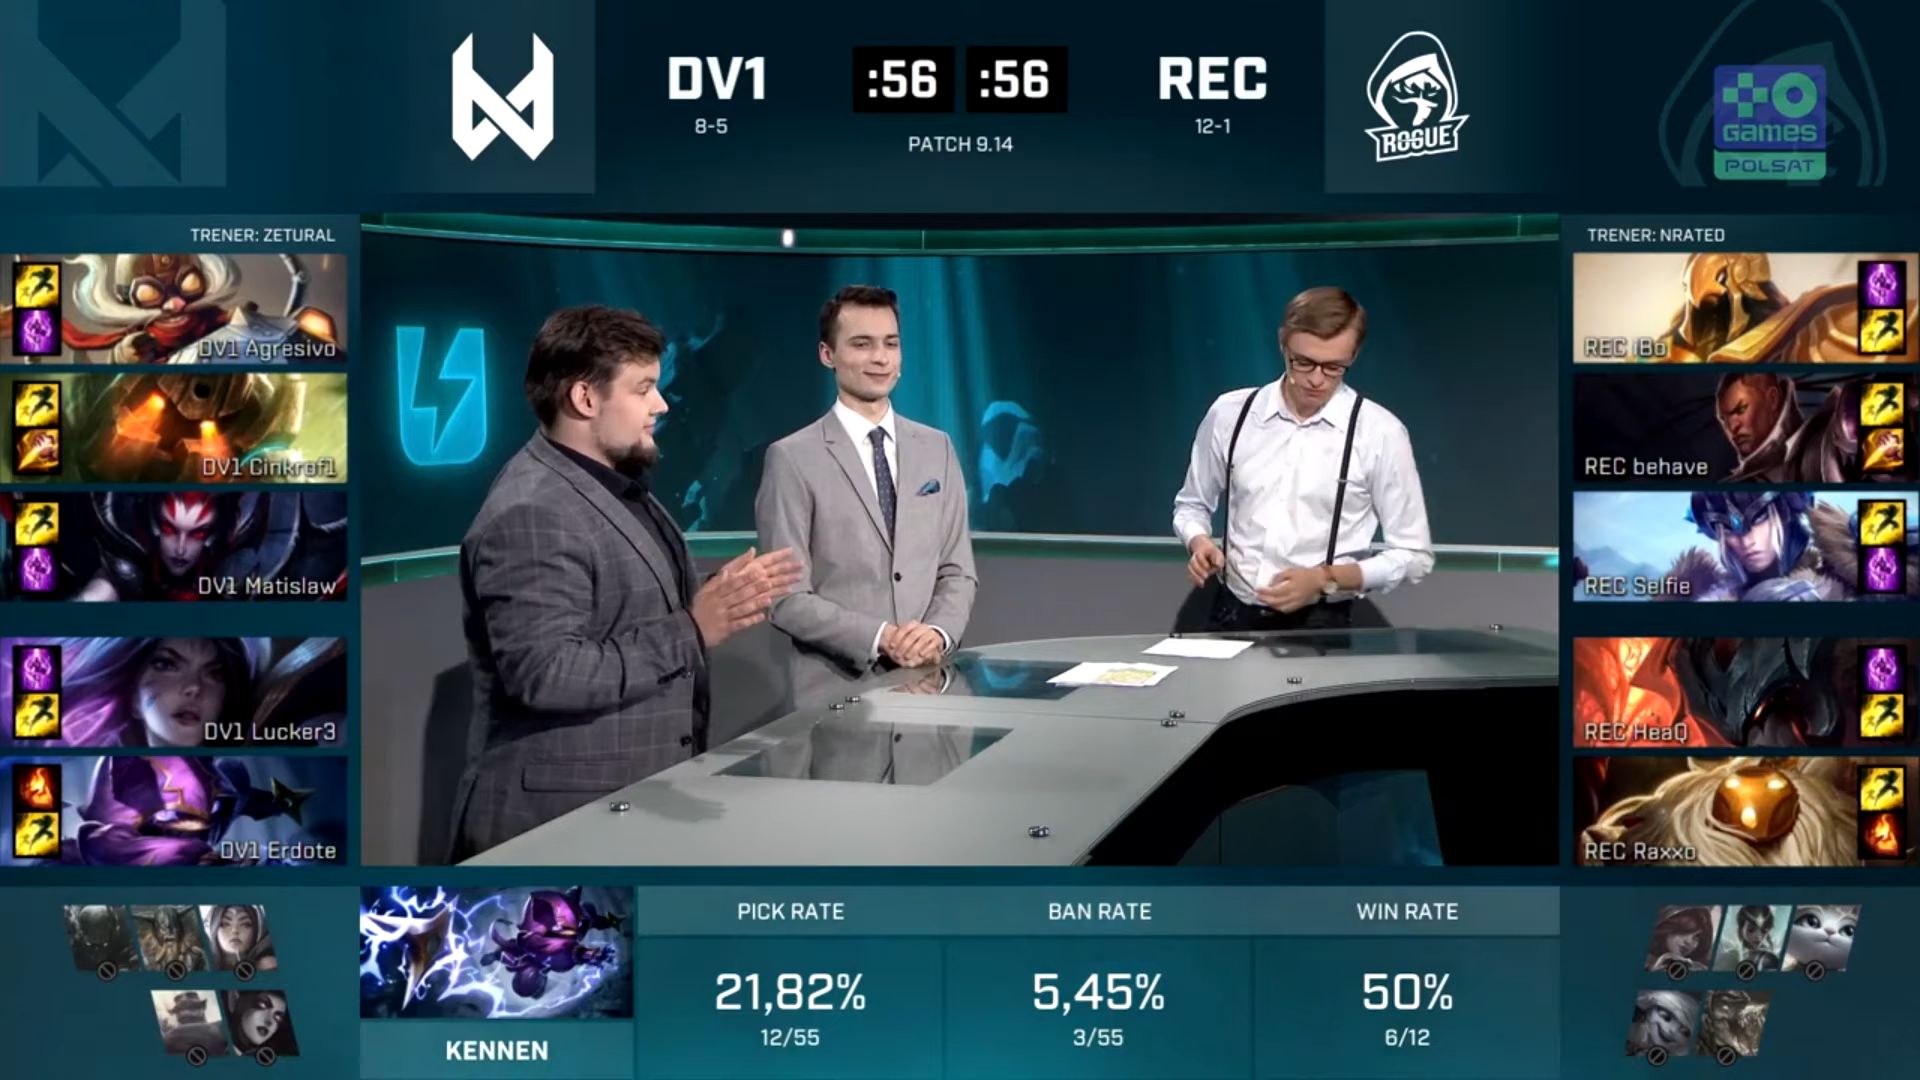 DV1
8-5
:56 :56
PATCH 9.14
REC
12-1
ROGUE
Games
POLSAT
TRENER: ZETURAL
DV1 Agresivo
DV1 Cinkrof1
DV1 Matislaw
DV1 Lucker3
DV1 Erdote
TRENER: NRATED
REC iBo
REC behave
REC Selfie
REC HeaQ
REC Raxxo
KENNEN
PICK RATE
21,82%
12/55
BAN RATE
5,45%
3/55
WIN RATE
50%
6/12